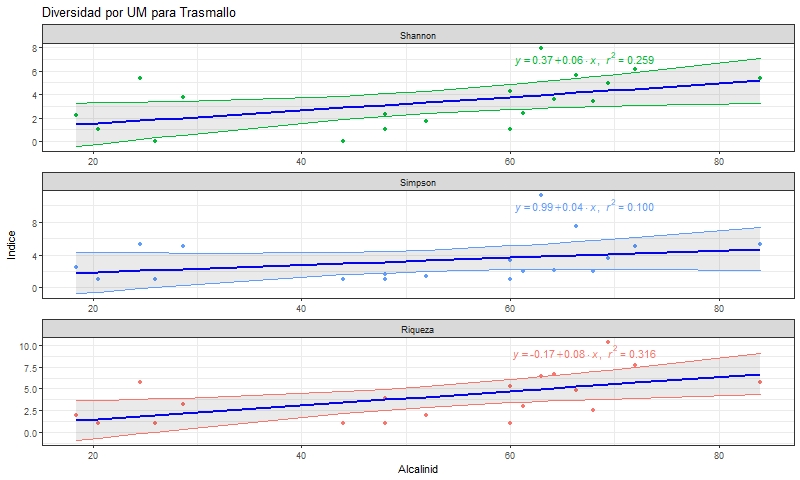 Diversidad por UM para Trasmallo
Shannon
y = 0.37 + 0.06 · x, r² = 0.259
8
6
4
2
0
20 40 60 80
Simpson
y = 0.99 + 0.04 · x, r² = 0.100
8
4
0
20 40 60 80
Indice
Riqueza
y = -0.17 + 0.08 · x, r² = 0.316
10.0
7.5
5.0
2.5
0.0
20 40 60 80
Alcalinid